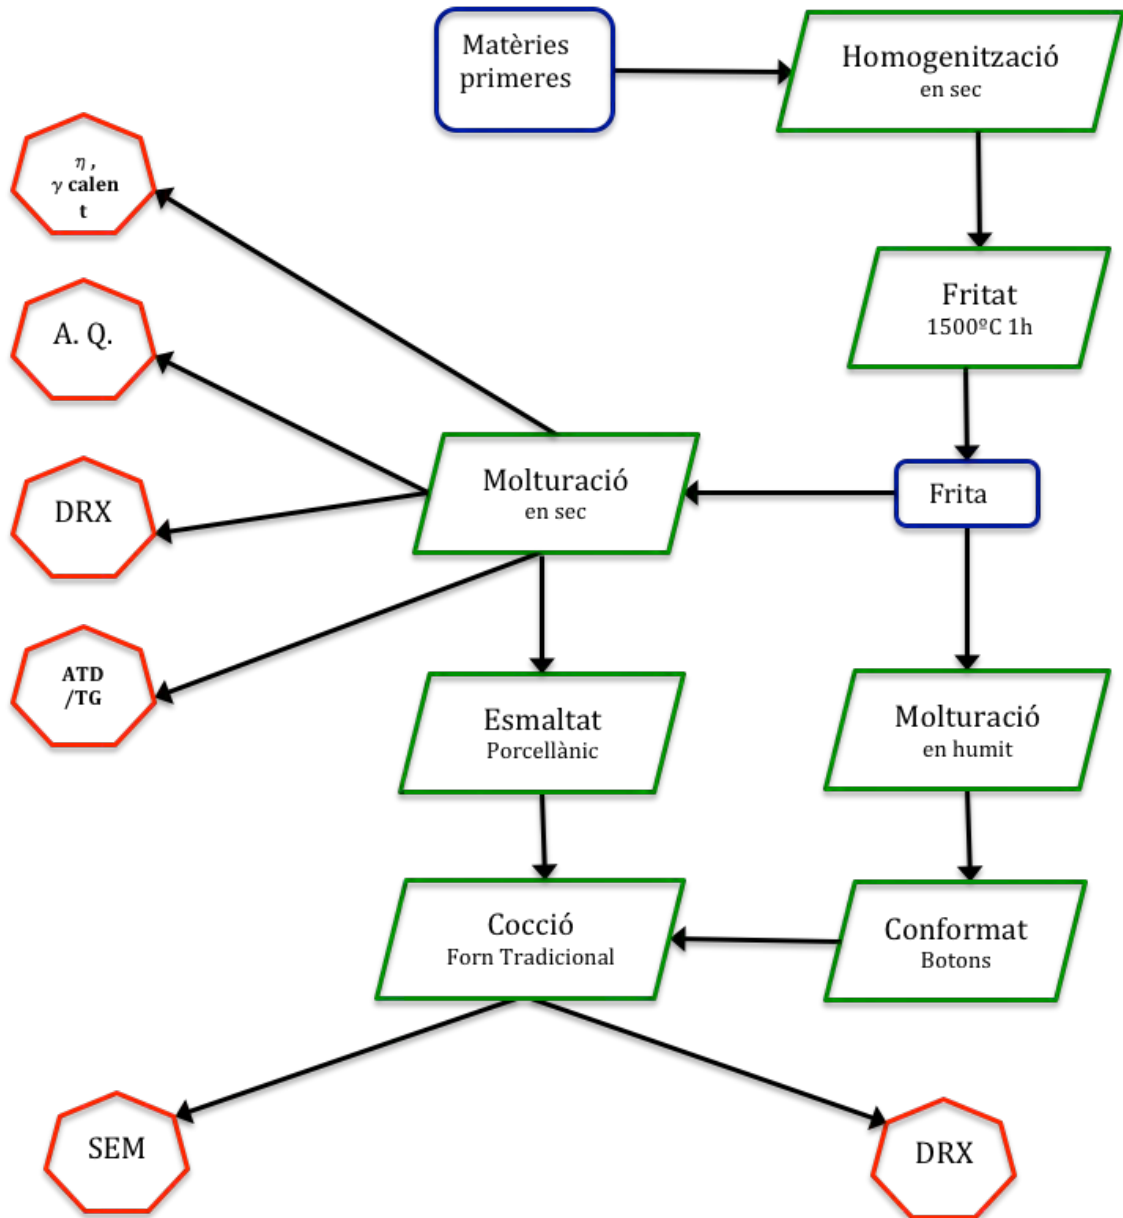 Matèries
primeres
Homogenització
en sec
η ,
γ calen
t
Fritat
1500ºC 1h
A. Q.
Molturació
en sec
Frita
DRX
ATD
/TG
Esmaltat
Porcellànic
Molturació
en humit
Cocció
Forn Tradicional
Conformat
Botons
SEM
DRX